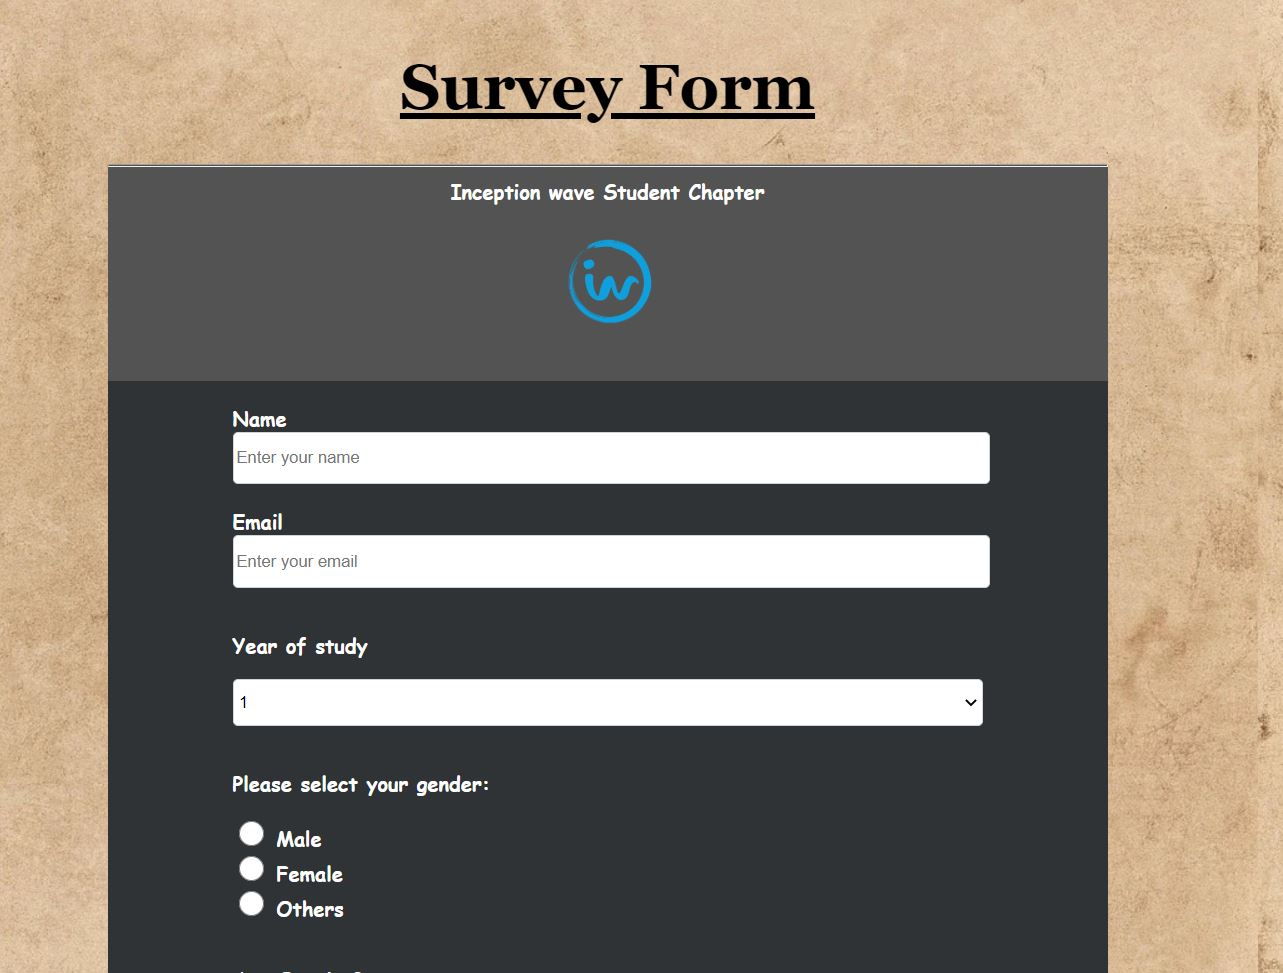 Survey Form
Inception wave Student Chapter
iw
Name
Enter your name
Email
Enter your email
Year of study
1
Please select your gender:
Male
Female
Others